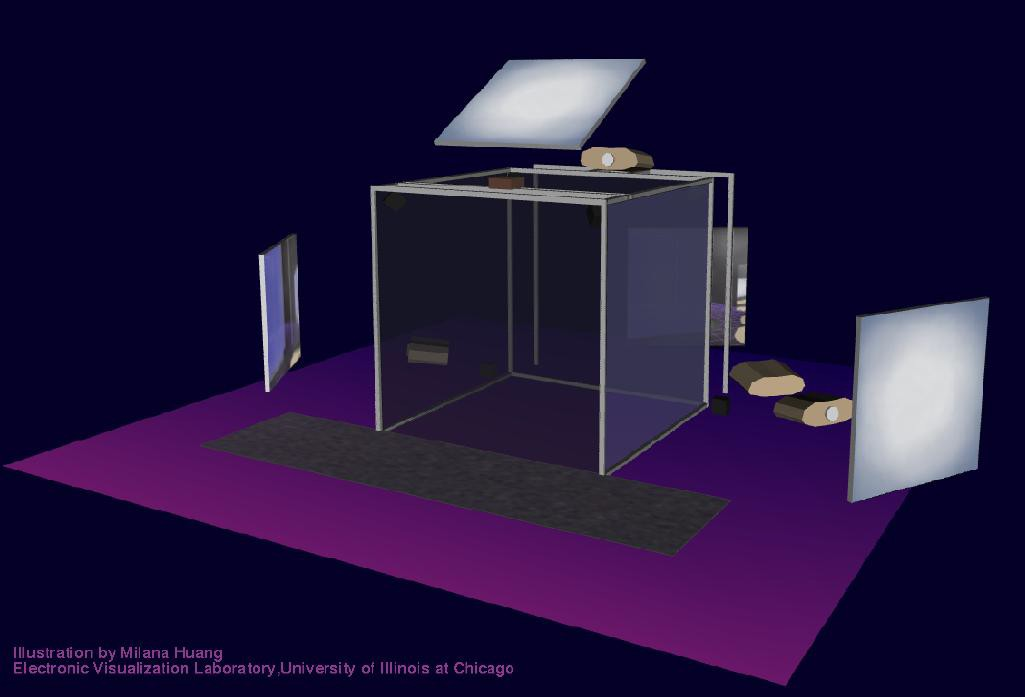 Illustration by Milana Huang
Electronic Visualization Laboratory,University of Illinois at Chicago